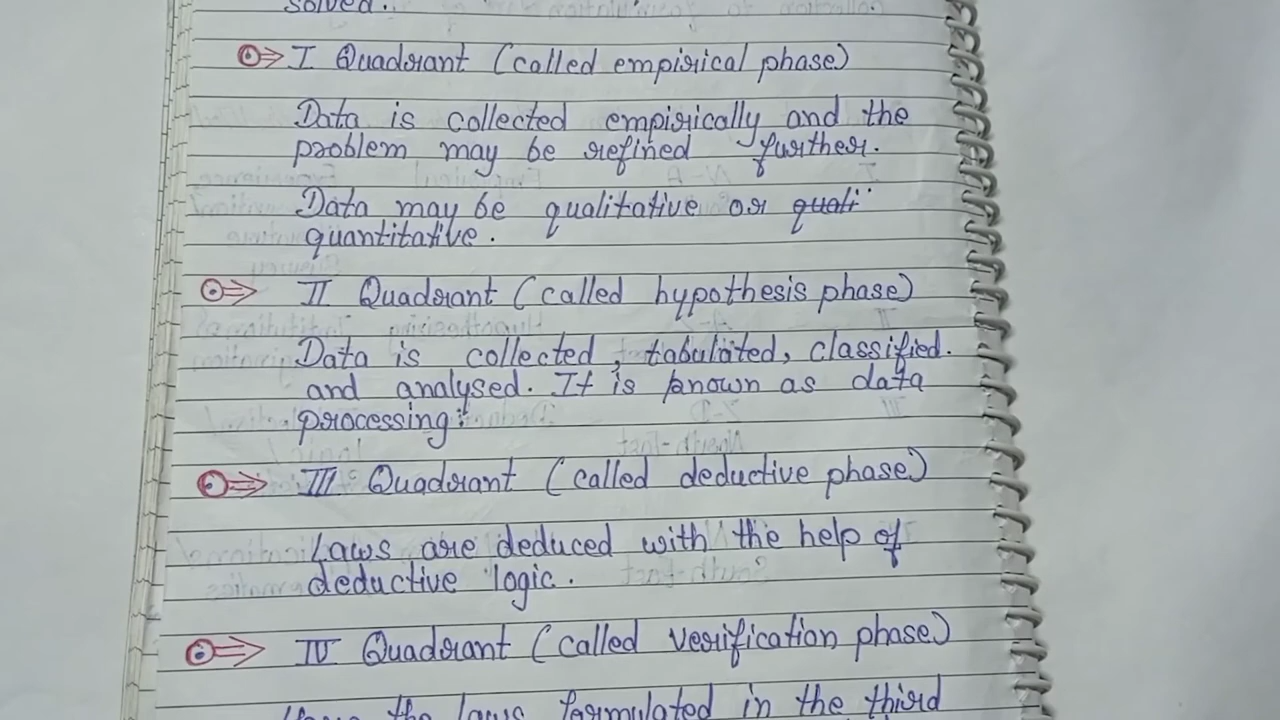 solved.
I Quadrant (called empirical phase)
Data is collected empirically and the
problem may be refined further.
Data may be qualitative or quati
quantitative.
II Quadrant (called hypothesis phase)
Data is collected, tabulated, classified.
and analysed. It is known as data
processing.
III Quadrant (called deductive phase)
Laws are deduced with the help of
deductive logic.
IV Quadrant (called verification phase)
the laws formulated in the third